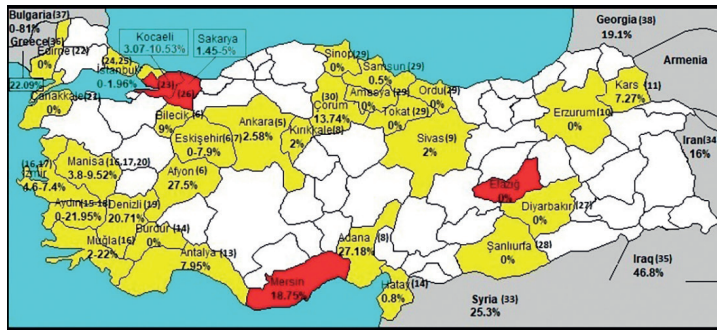 Bulgaria(37)
0-81%
Greece(36)
22.09%
Edirne (22)
0%
Kocaeli
3.07-10.53%
Sakarya
1.45-5%
(24,25)
İstanbul
0-1.96%
(23)
(26)
Çanakkale(21)
0%
Bilecik (6)
9%
Eskişehir(6,7)
0-7.9%
Ankara(5)
2.58%
Kırıkkale(8)
2%
Sinop(29)
0%
Samsun(29)
0.5%
(30)
Çorum
13.74%
Amasya (29)
0%
Tokat (29)
0%
Ordu(29)
0%
Sivas(9)
2%
Georgia (38)
19.1%
Armenia
Kars (11)
7.27%
Erzurum(10)
0%
Iran(34
16%
(16,17)
İzmir
4.6-7.4%
Manisa(16,17,20)
3.8-9.52%
Afyon (6)
27.5%
Aydın(15-18)
0-21.95%
Denizli (19)
20.71%
Burdur (14)
0%
Muğla(16)
2-22%
Antalya (13)
7.95%
Mersin
18.75%
Adana (8)
27.18%
Hatay(14)
0.8%
Elazığ
0%
Diyarbakır(27)
0%
Şanlıurfa (28)
0%
Syria (33)
25.3%
Iraq (35)
46.8%